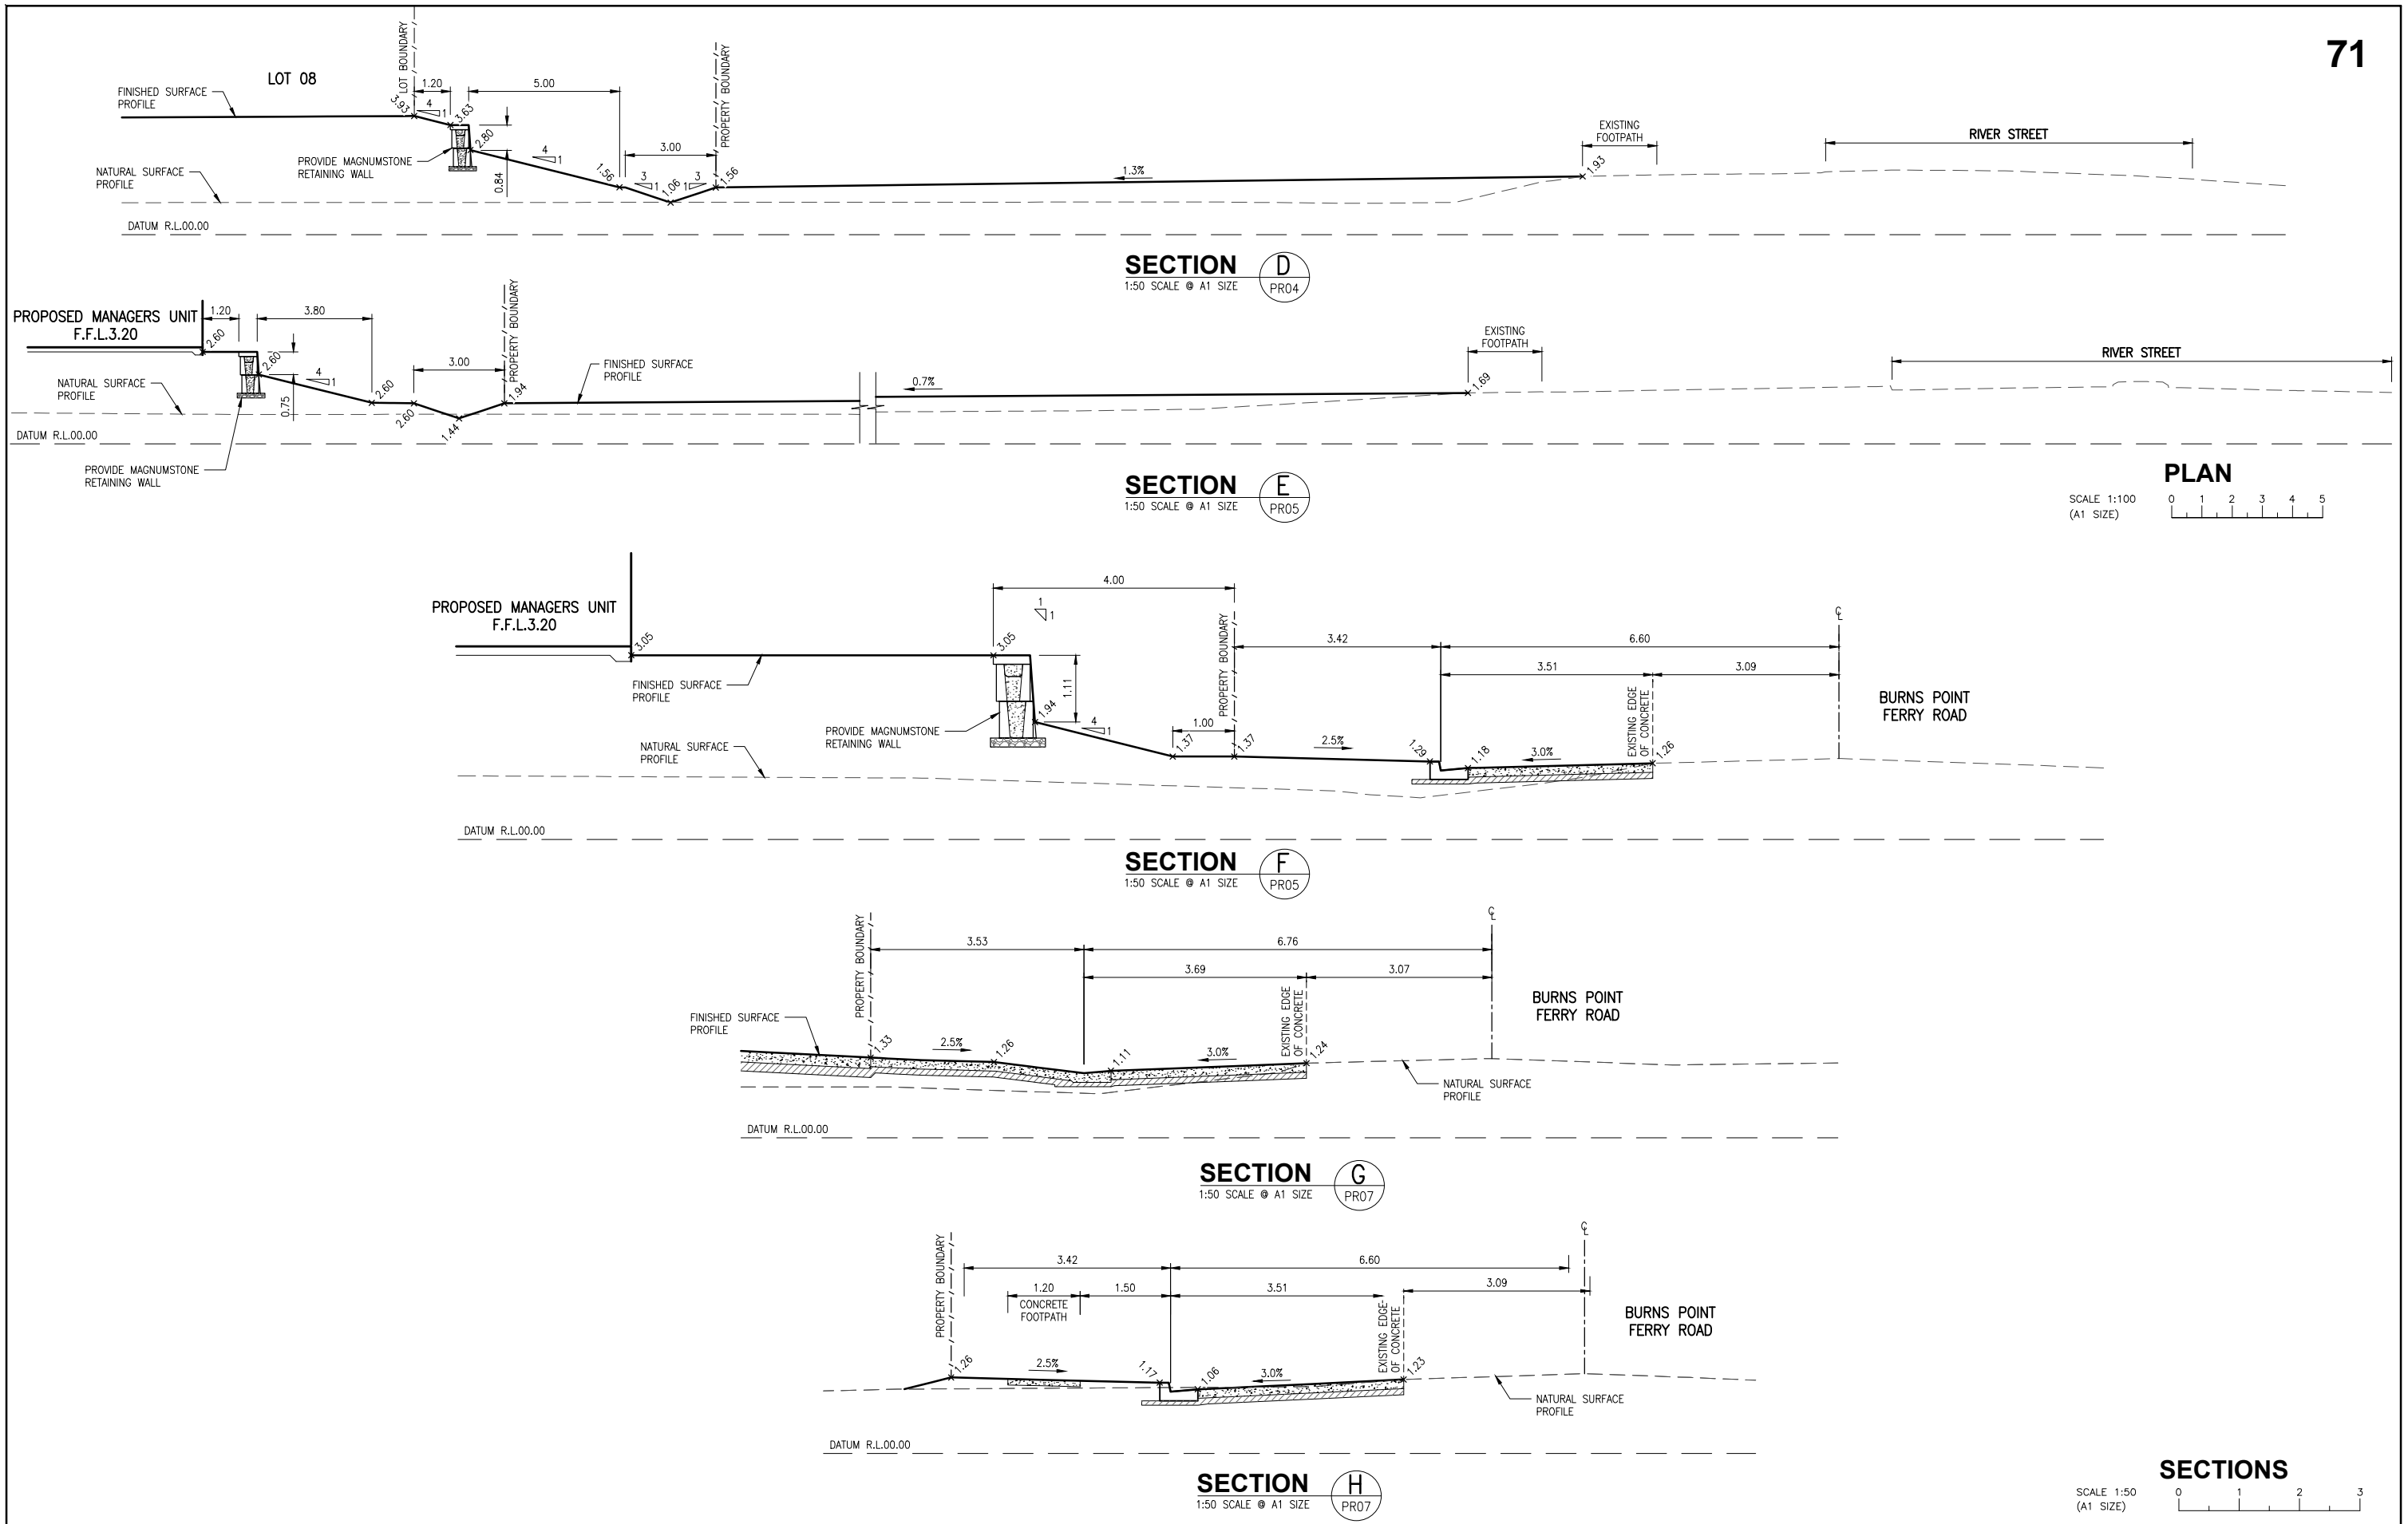 71
LOT 08
LOT BOUNDARY
PROPERTY BOUNDARY
FINISHED SURFACE
PROFILE
1.20
5.00
3.93
4
1
3.63
2.80
PROVIDE MAGNUMSTONE
RETAINING WALL
0.84
4
1
3.00
1.56
3
1
1.06
3
1
1.56
1.3%
EXISTING
FOOTPATH
1.93
RIVER STREET
NATURAL SURFACE
PROFILE
DATUM R.L.00.00
SECTION D
1:50 SCALE @ A1 SIZE PR04
PROPOSED MANAGERS UNIT
F.F.L.3.20
1.20
3.80
PROPERTY BOUNDARY
2.60
2.60
4
1
0.75
2.60
3.00
2.60
1.44
1.94
FINISHED SURFACE
PROFILE
0.7%
EXISTING
FOOTPATH
1.69
RIVER STREET
NATURAL SURFACE
PROFILE
DATUM R.L.00.00
PROVIDE MAGNUMSTONE
RETAINING WALL
SECTION E
1:50 SCALE @ A1 SIZE PR05
PLAN
SCALE 1:100
(A1 SIZE)
0 1 2 3 4 5
PROPOSED MANAGERS UNIT
F.F.L.3.20
4.00
1
1
3.05
3.05
FINISHED SURFACE
PROFILE
PROVIDE MAGNUMSTONE
RETAINING WALL
1.11
1.94
4
1
1.00
1.37
1.37
PROPERTY BOUNDARY
3.42
6.60
3.51
3.09
2.5%
1.29
1.18
3.0%
EXISTING EDGE
OF CONCRETE
1.26
℄
BURNS POINT
FERRY ROAD
NATURAL SURFACE
PROFILE
DATUM R.L.00.00
SECTION F
1:50 SCALE @ A1 SIZE PR05
PROPERTY BOUNDARY
3.53
6.76
3.69
3.07
℄
EXISTING EDGE
OF CONCRETE
BURNS POINT
FERRY ROAD
FINISHED SURFACE
PROFILE
1.33
2.5%
1.26
1.11
3.0%
1.24
NATURAL SURFACE
PROFILE
DATUM R.L.00.00
SECTION G
1:50 SCALE @ A1 SIZE PR07
PROPERTY BOUNDARY
3.42
6.60
1.20
CONCRETE
FOOTPATH
1.50
3.51
3.09
℄
EXISTING EDGE
OF CONCRETE
BURNS POINT
FERRY ROAD
1.26
2.5%
1.17
1.06
3.0%
1.23
NATURAL SURFACE
PROFILE
DATUM R.L.00.00
SECTION H
1:50 SCALE @ A1 SIZE PR07
SECTIONS
SCALE 1:50
(A1 SIZE)
0 1 2 3